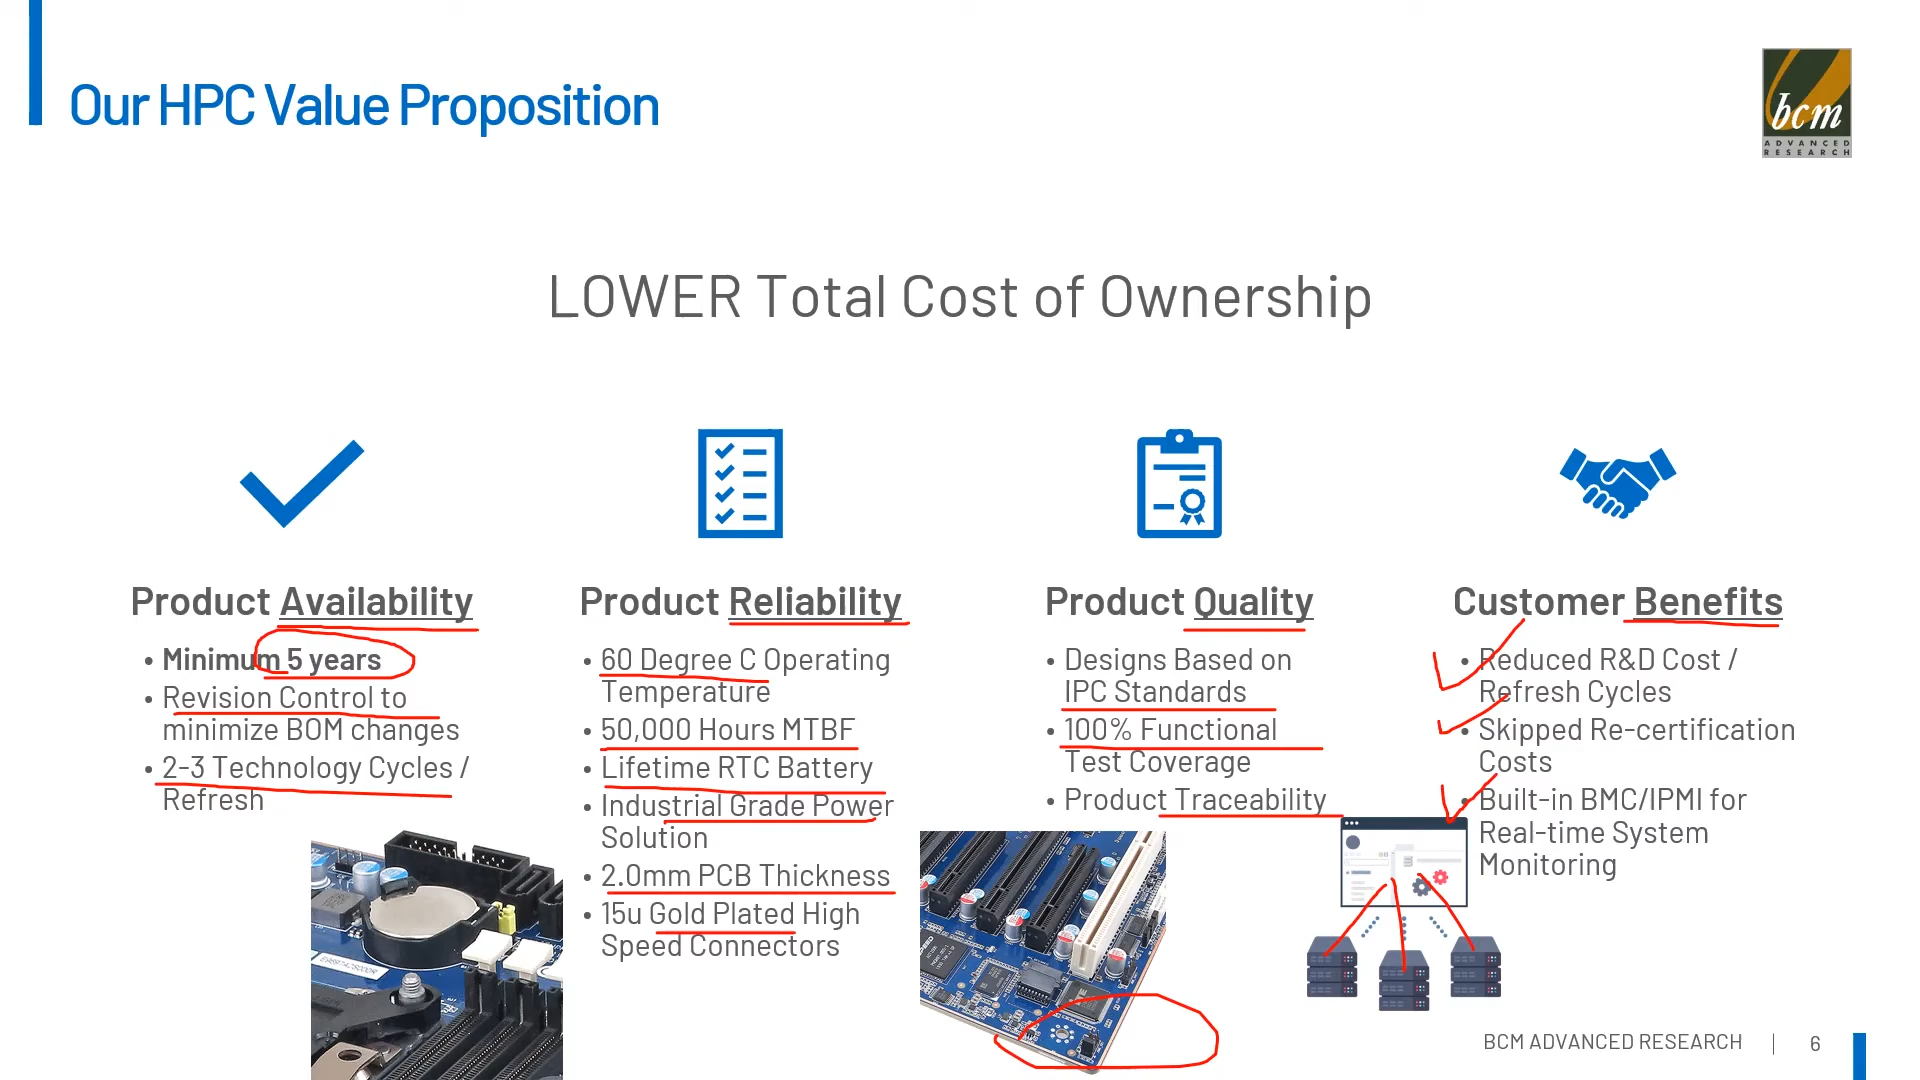 Our HPC Value Proposition
bcm
ADVANCED
RESEARCH
LOWER Total Cost of Ownership
Product Availability
• Minimum 5 years
• Revision Control to
minimize BOM changes
• 2-3 Technology Cycles /
Refresh
Product Reliability
• 60 Degree C Operating
Temperature
• 50,000 Hours MTBF
• Lifetime RTC Battery
• Industrial Grade Power
Solution
• 2.0mm PCB Thickness
• 15u Gold Plated High
Speed Connectors
Product Quality
• Designs Based on
IPC Standards
• 100% Functional
Test Coverage
• Product Traceability
Customer Benefits
• Reduced R&D Cost /
Refresh Cycles
• Skipped Re-certification
Costs
• Built-in BMC/IPMI for
Real-time System
Monitoring
BCM ADVANCED RESEARCH | 6